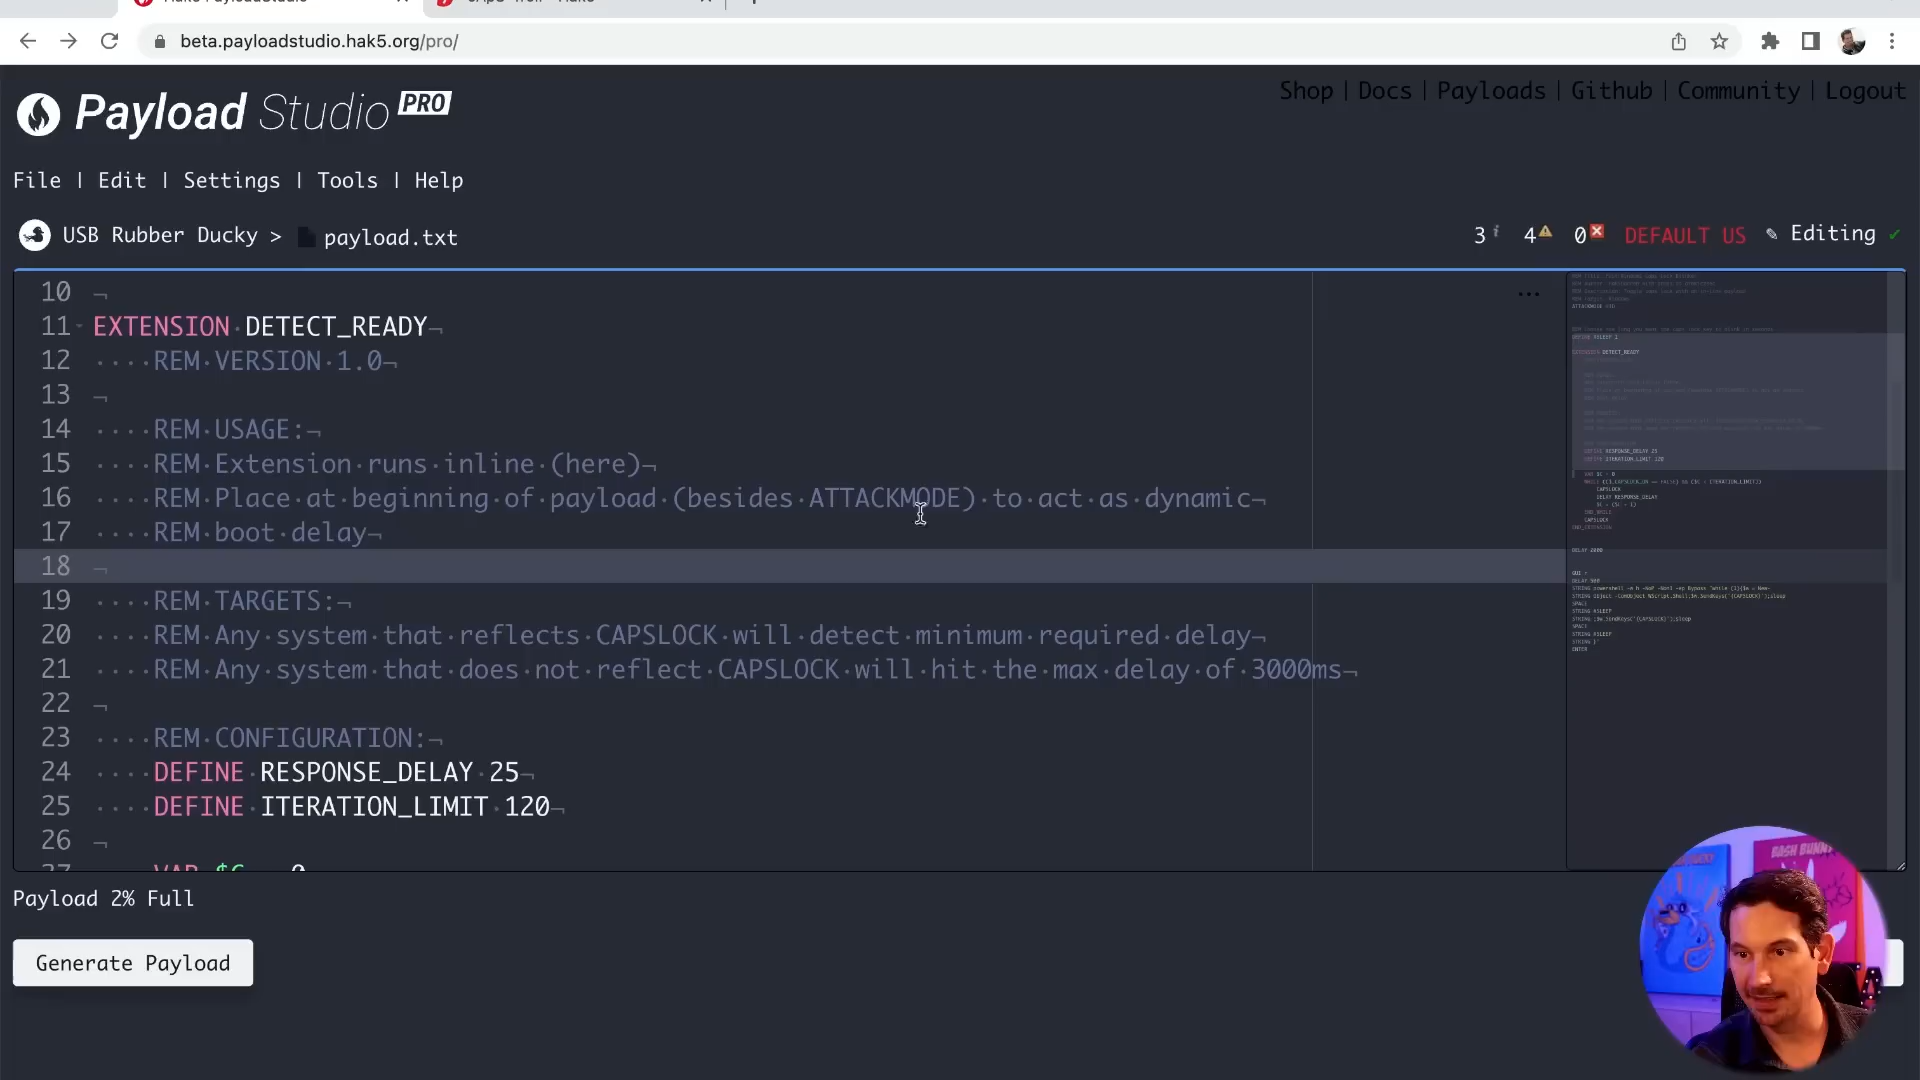 beta.payloadstudio.hak5.org/pro/
Shop | Docs | Payloads | Github | Community | Logout
Payload Studio PRO
File | Edit | Settings | Tools | Help
USB Rubber Ducky > payload.txt
3 4 0 DEFAULT US Editing ✓
10
11 EXTENSION DETECT_READY
12 REM VERSION 1.0
13
14 REM USAGE:
15 REM Extension runs inline (here)
16 REM Place at beginning of payload (besides ATTACKMODE) to act as dynamic
17 REM boot delay
18
19 REM TARGETS:
20 REM Any system that reflects CAPSLOCK will detect minimum required delay
21 REM Any system that does not reflect CAPSLOCK will hit the max delay of 3000ms
22
23 REM CONFIGURATION:
24 DEFINE RESPONSE_DELAY 25
25 DEFINE ITERATION_LIMIT 120
26
Payload 2% Full
Generate Payload
BASH BUNNY